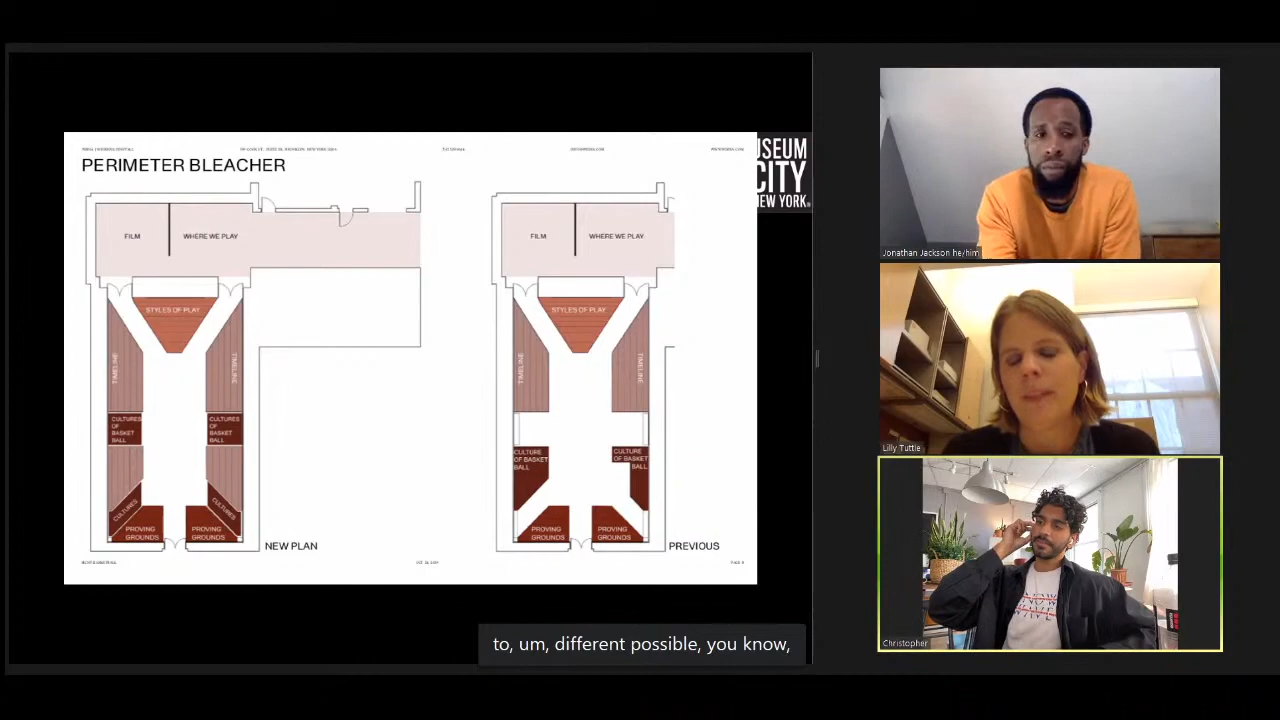 PERIMETER BLEACHER
USEUM
CITY
NEW YORK
FILM
WHERE WE PLAY
STYLES OF PLAY
TIMELINE
TIMELINE
CULTURES
OF
BASKET
BALL
CULTURES
OF
BASKET
BALL
CULTURES
CULTURES
PROVING
GROUNDS
PROVING
GROUNDS
NEW PLAN
FILM
WHERE WE PLAY
STYLES OF PLAY
TIMELINE
TIMELINE
CULTURE
OF BASKET
BALL
CULTURE
OF BASKET
BALL
PROVING
GROUNDS
PROVING
GROUNDS
PREVIOUS
to, um, different possible, you know,
Jonathan Jackson he/him
Lilly Tuttle
Christopher